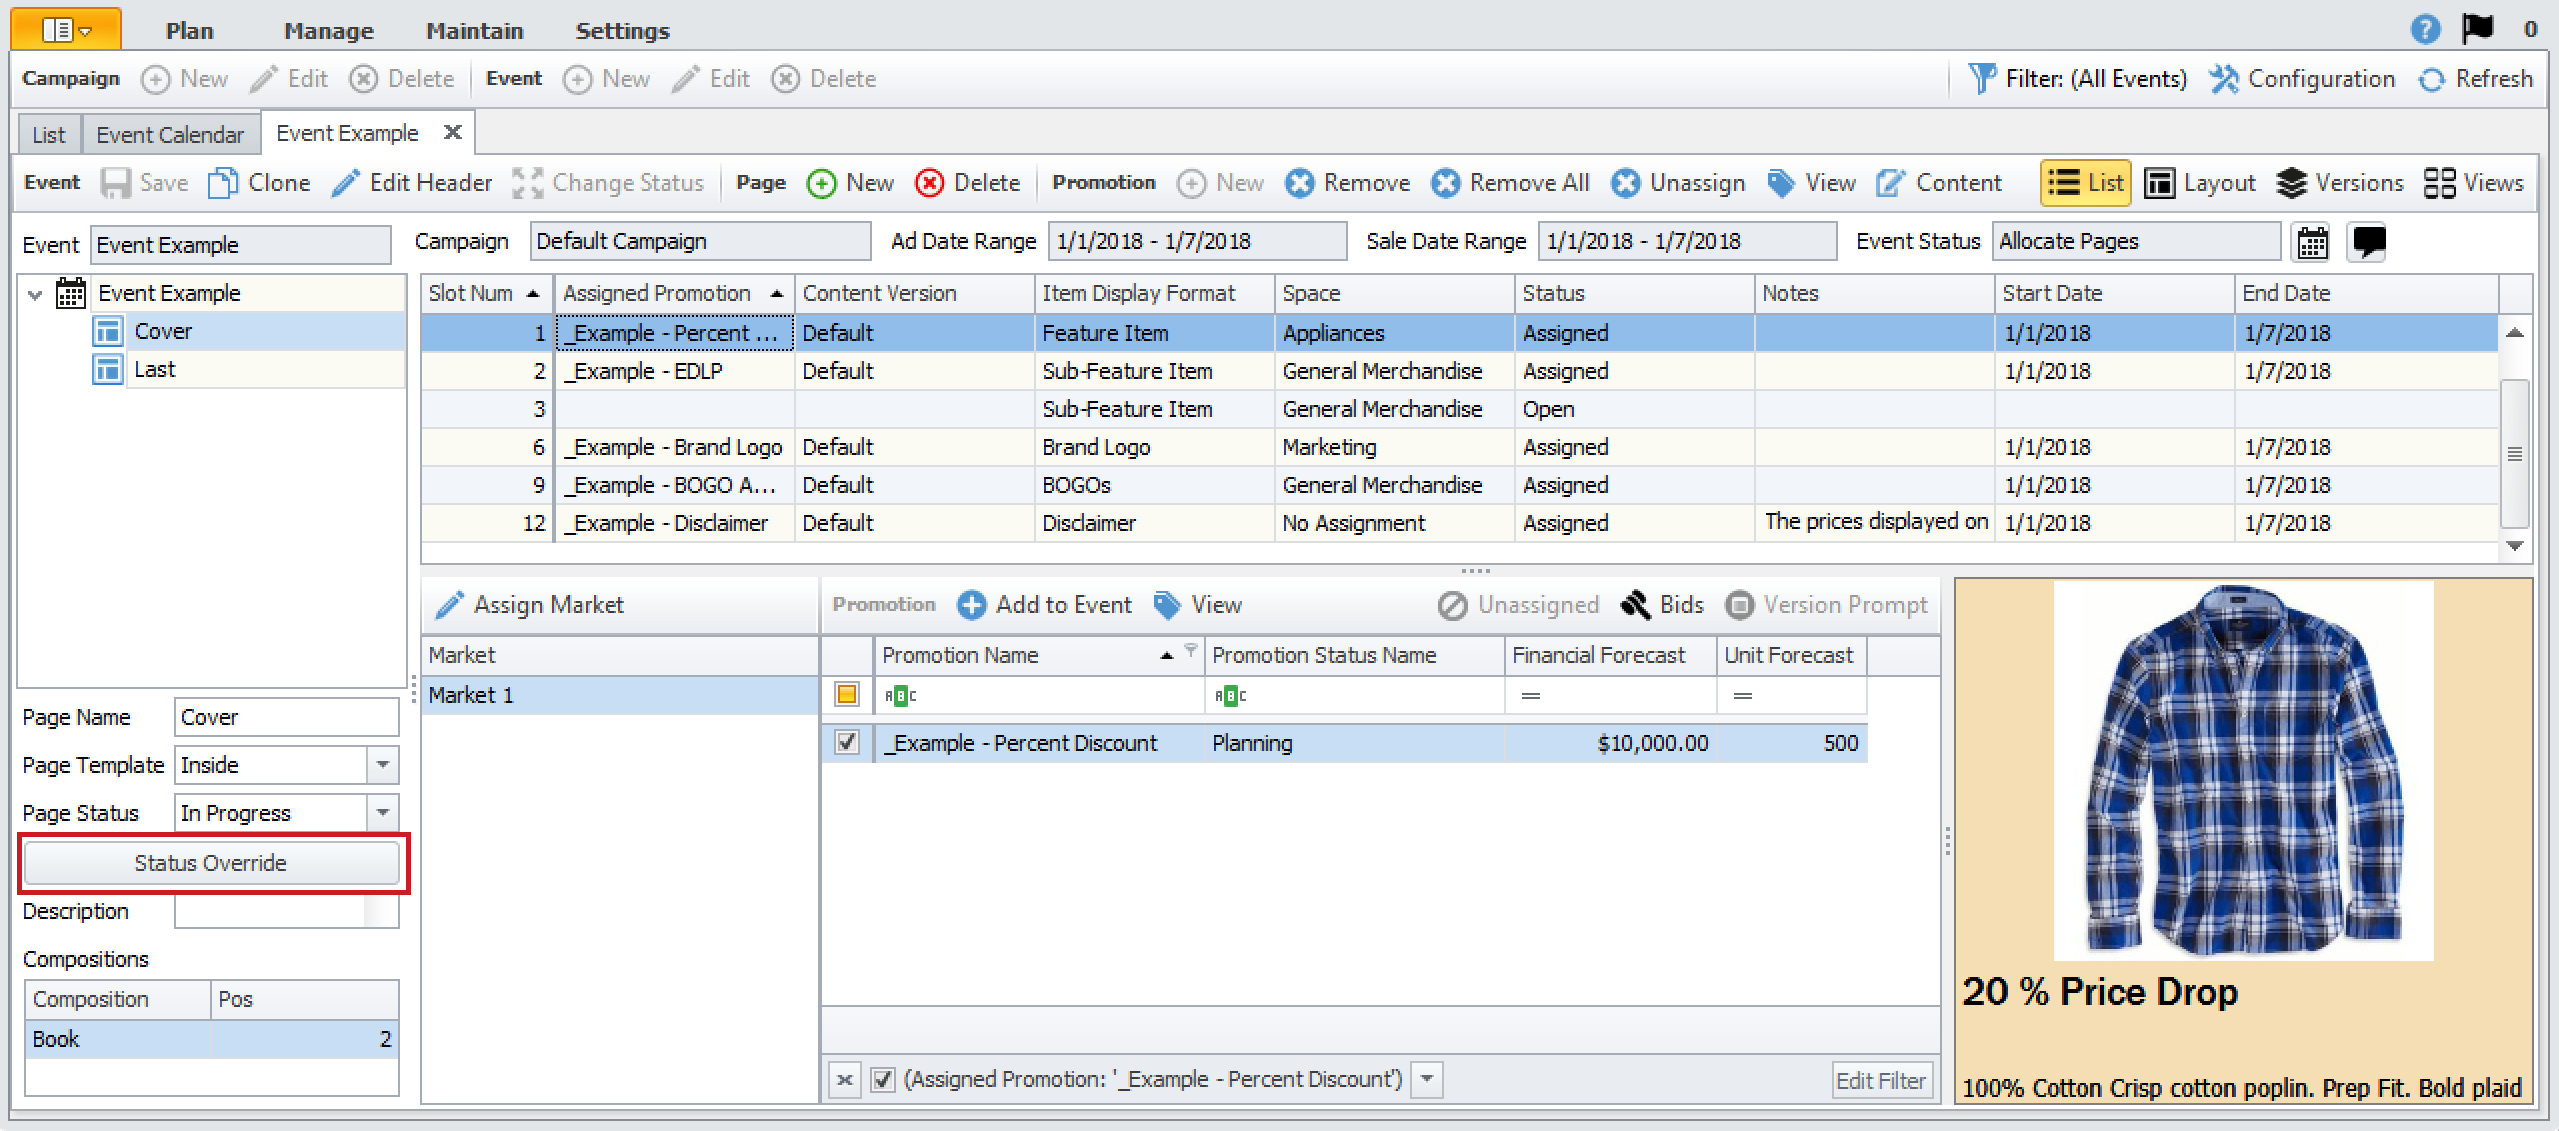 Plan Manage Maintain Settings ? 0
Campaign New Edit Delete Event New Edit Delete Filter: (All Events) Configuration Refresh
List Event Calendar Event Example
Event Save Clone Edit Header Change Status Page New Delete Promotion New Remove Remove All Unassign View Content List Layout Versions Views
Event Event Example Campaign Default Campaign Ad Date Range 1/1/2018 - 1/7/2018 Sale Date Range 1/1/2018 - 1/7/2018 Event Status Allocate Pages
Event Example
Cover
Last
Slot Num Assigned Promotion Content Version Item Display Format Space Status Notes Start Date End Date
1 _Example - Percent ... Default Feature Item Appliances Assigned 1/1/2018 1/7/2018
2 _Example - EDLP Default Sub-Feature Item General Merchandise Assigned 1/1/2018 1/7/2018
3 Sub-Feature Item General Merchandise Open
6 _Example - Brand Logo Default Brand Logo Marketing Assigned 1/1/2018 1/7/2018
9 _Example - BOGO A... Default BOGOs General Merchandise Assigned 1/1/2018 1/7/2018
12 _Example - Disclaimer Default Disclaimer No Assignment Assigned The prices displayed on 1/1/2018 1/7/2018
Page Name Cover
Page Template Inside
Page Status In Progress
Status Override
Description
Compositions
Composition Pos
Book 2
Assign Market
Market
Market 1
Promotion Add to Event View Unassigned Bids Version Prompt
Promotion Name Promotion Status Name Financial Forecast Unit Forecast
ABC ABC = =
_Example - Percent Discount Planning $10,000.00 500
(Assigned Promotion: '_Example - Percent Discount') Edit Filter
20 % Price Drop
100% Cotton Crisp cotton poplin. Prep Fit. Bold plaid